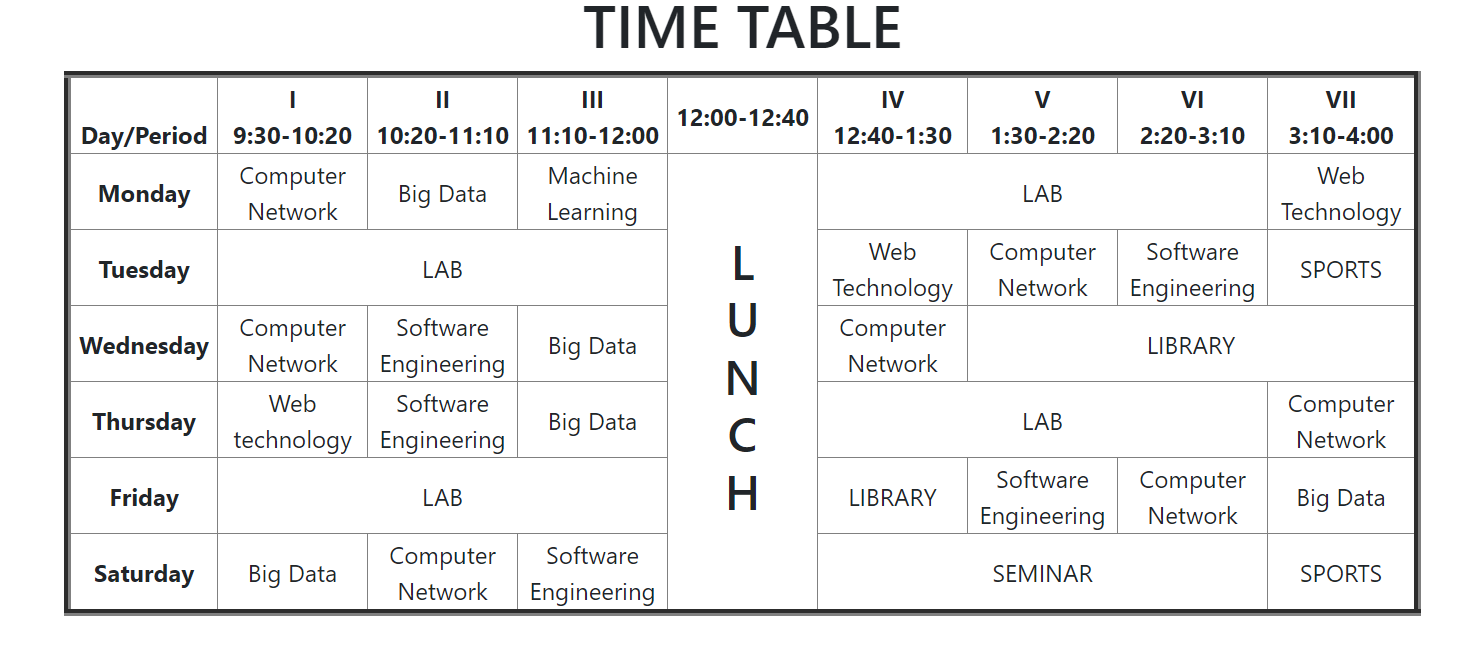 TIME TABLE
Day/Period
I
9:30-10:20
II
10:20-11:10
III
11:10-12:00
12:00-12:40
IV
12:40-1:30
V
1:30-2:20
VI
2:20-3:10
VII
3:10-4:00
Monday
Computer
Network
Big Data
Machine
Learning
L
U
N
C
H
LAB
Web
Technology
Tuesday
LAB
Web
Technology
Computer
Network
Software
Engineering
SPORTS
Wednesday
Computer
Network
Software
Engineering
Big Data
Computer
Network
LIBRARY
Thursday
Web
technology
Software
Engineering
Big Data
LAB
Computer
Network
Friday
LAB
LIBRARY
Software
Engineering
Computer
Network
Big Data
Saturday
Big Data
Computer
Network
Software
Engineering
SEMINAR
SPORTS